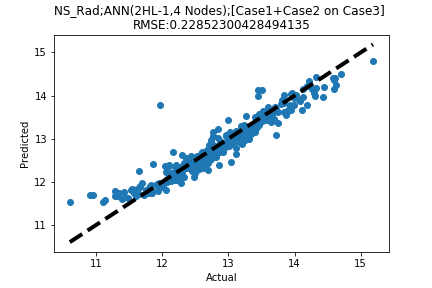 NS_Rad;ANN(2HL-1,4 Nodes);[Case1+Case2 on Case3]
RMSE:0.22852300428494135
15
14
13
12
11
Predicted
11
12
13
14
15
Actual